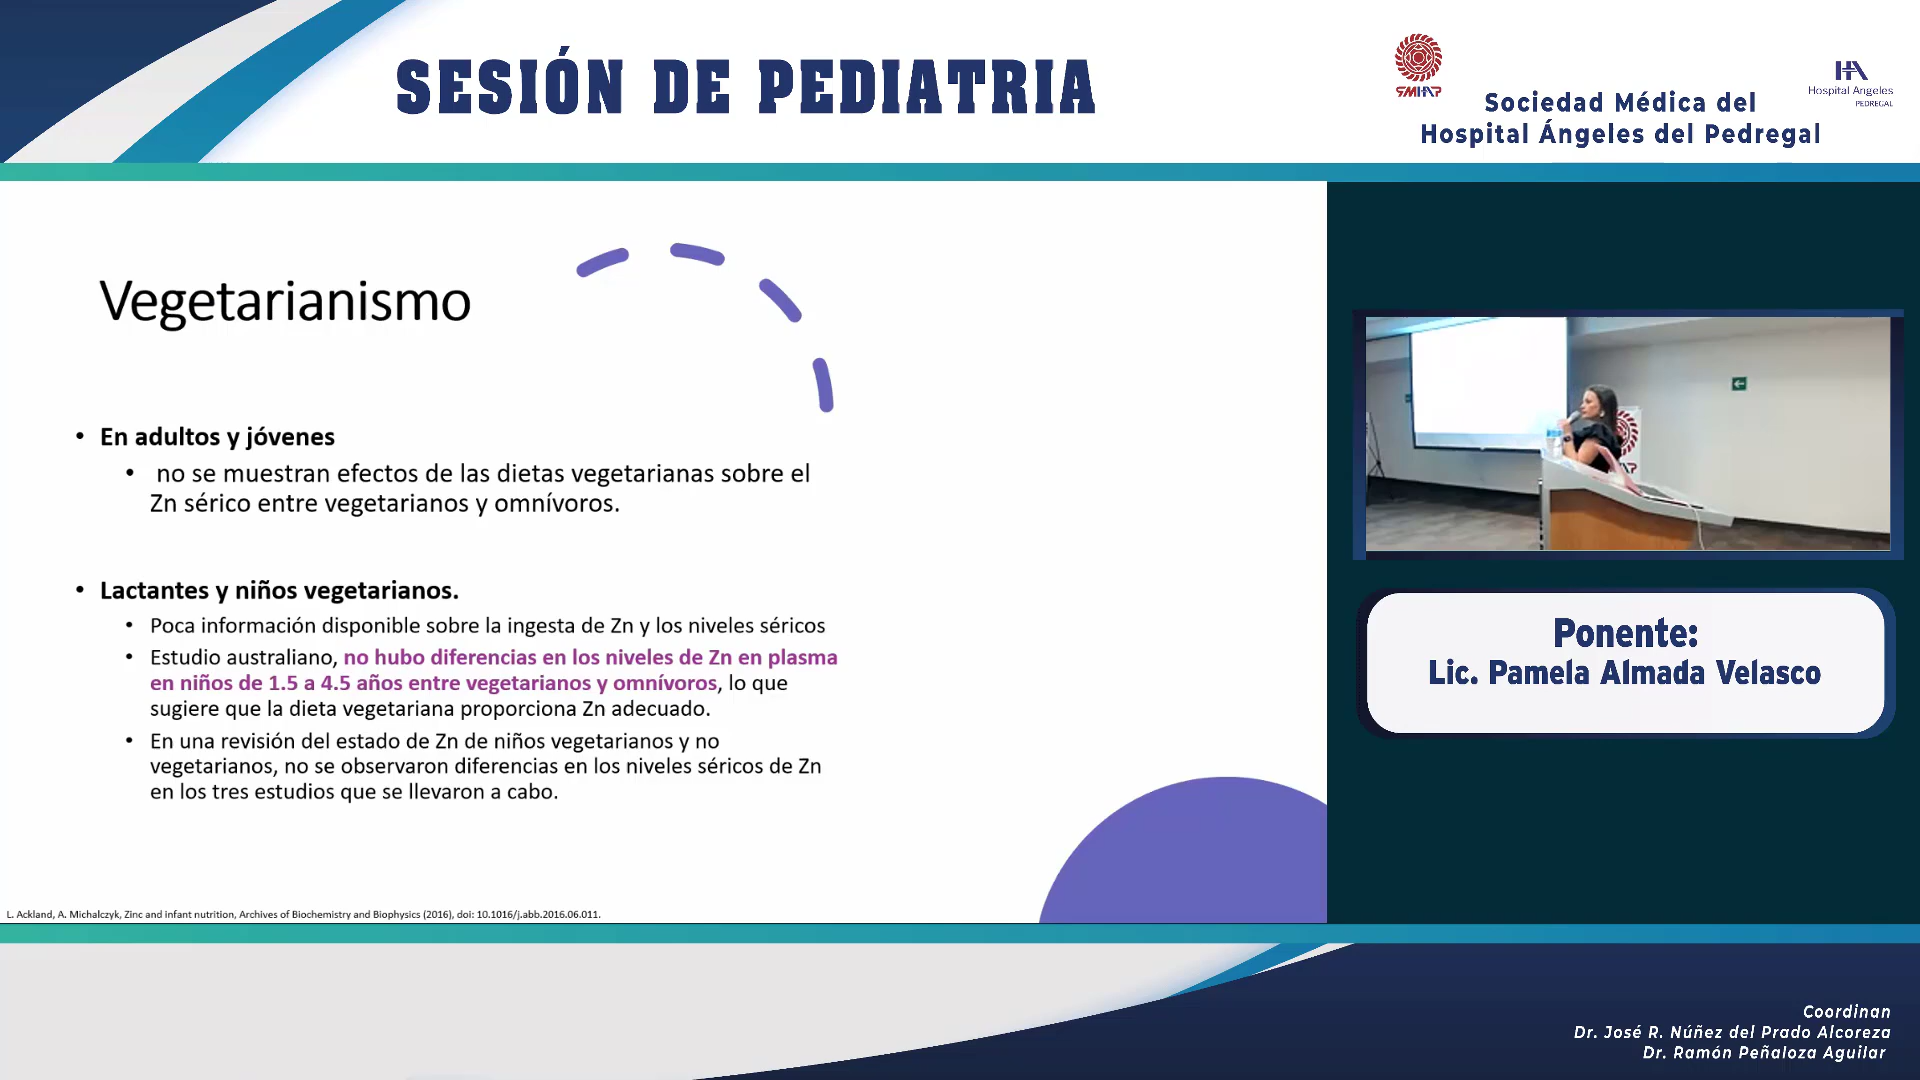 SESIÓN DE PEDIATRIA
SMHAP
Sociedad Médica del
Hospital Ángeles del Pedregal
HA
Hospital Angeles
PEDREGAL
Vegetarianismo
• En adultos y jóvenes
• no se muestran efectos de las dietas vegetarianas sobre el
Zn sérico entre vegetarianos y omnívoros.
• Lactantes y niños vegetarianos.
• Poca información disponible sobre la ingesta de Zn y los niveles séricos
• Estudio australiano, no hubo diferencias en los niveles de Zn en plasma
en niños de 1.5 a 4.5 años entre vegetarianos y omnívoros, lo que
sugiere que la dieta vegetariana proporciona Zn adecuado.
• En una revisión del estado de Zn de niños vegetarianos y no
vegetarianos, no se observaron diferencias en los niveles séricos de Zn
en los tres estudios que se llevaron a cabo.
L. Ackland, A. Michalczyk, Zinc and infant nutrition, Archives of Biochemistry and Biophysics (2016), doi: 10.1016/j.abb.2016.06.011.
Ponente:
Lic. Pamela Almada Velasco
Coordinan
Dr. José R. Núñez del Prado Alcoreza
Dr. Ramón Peñaloza Aguilar